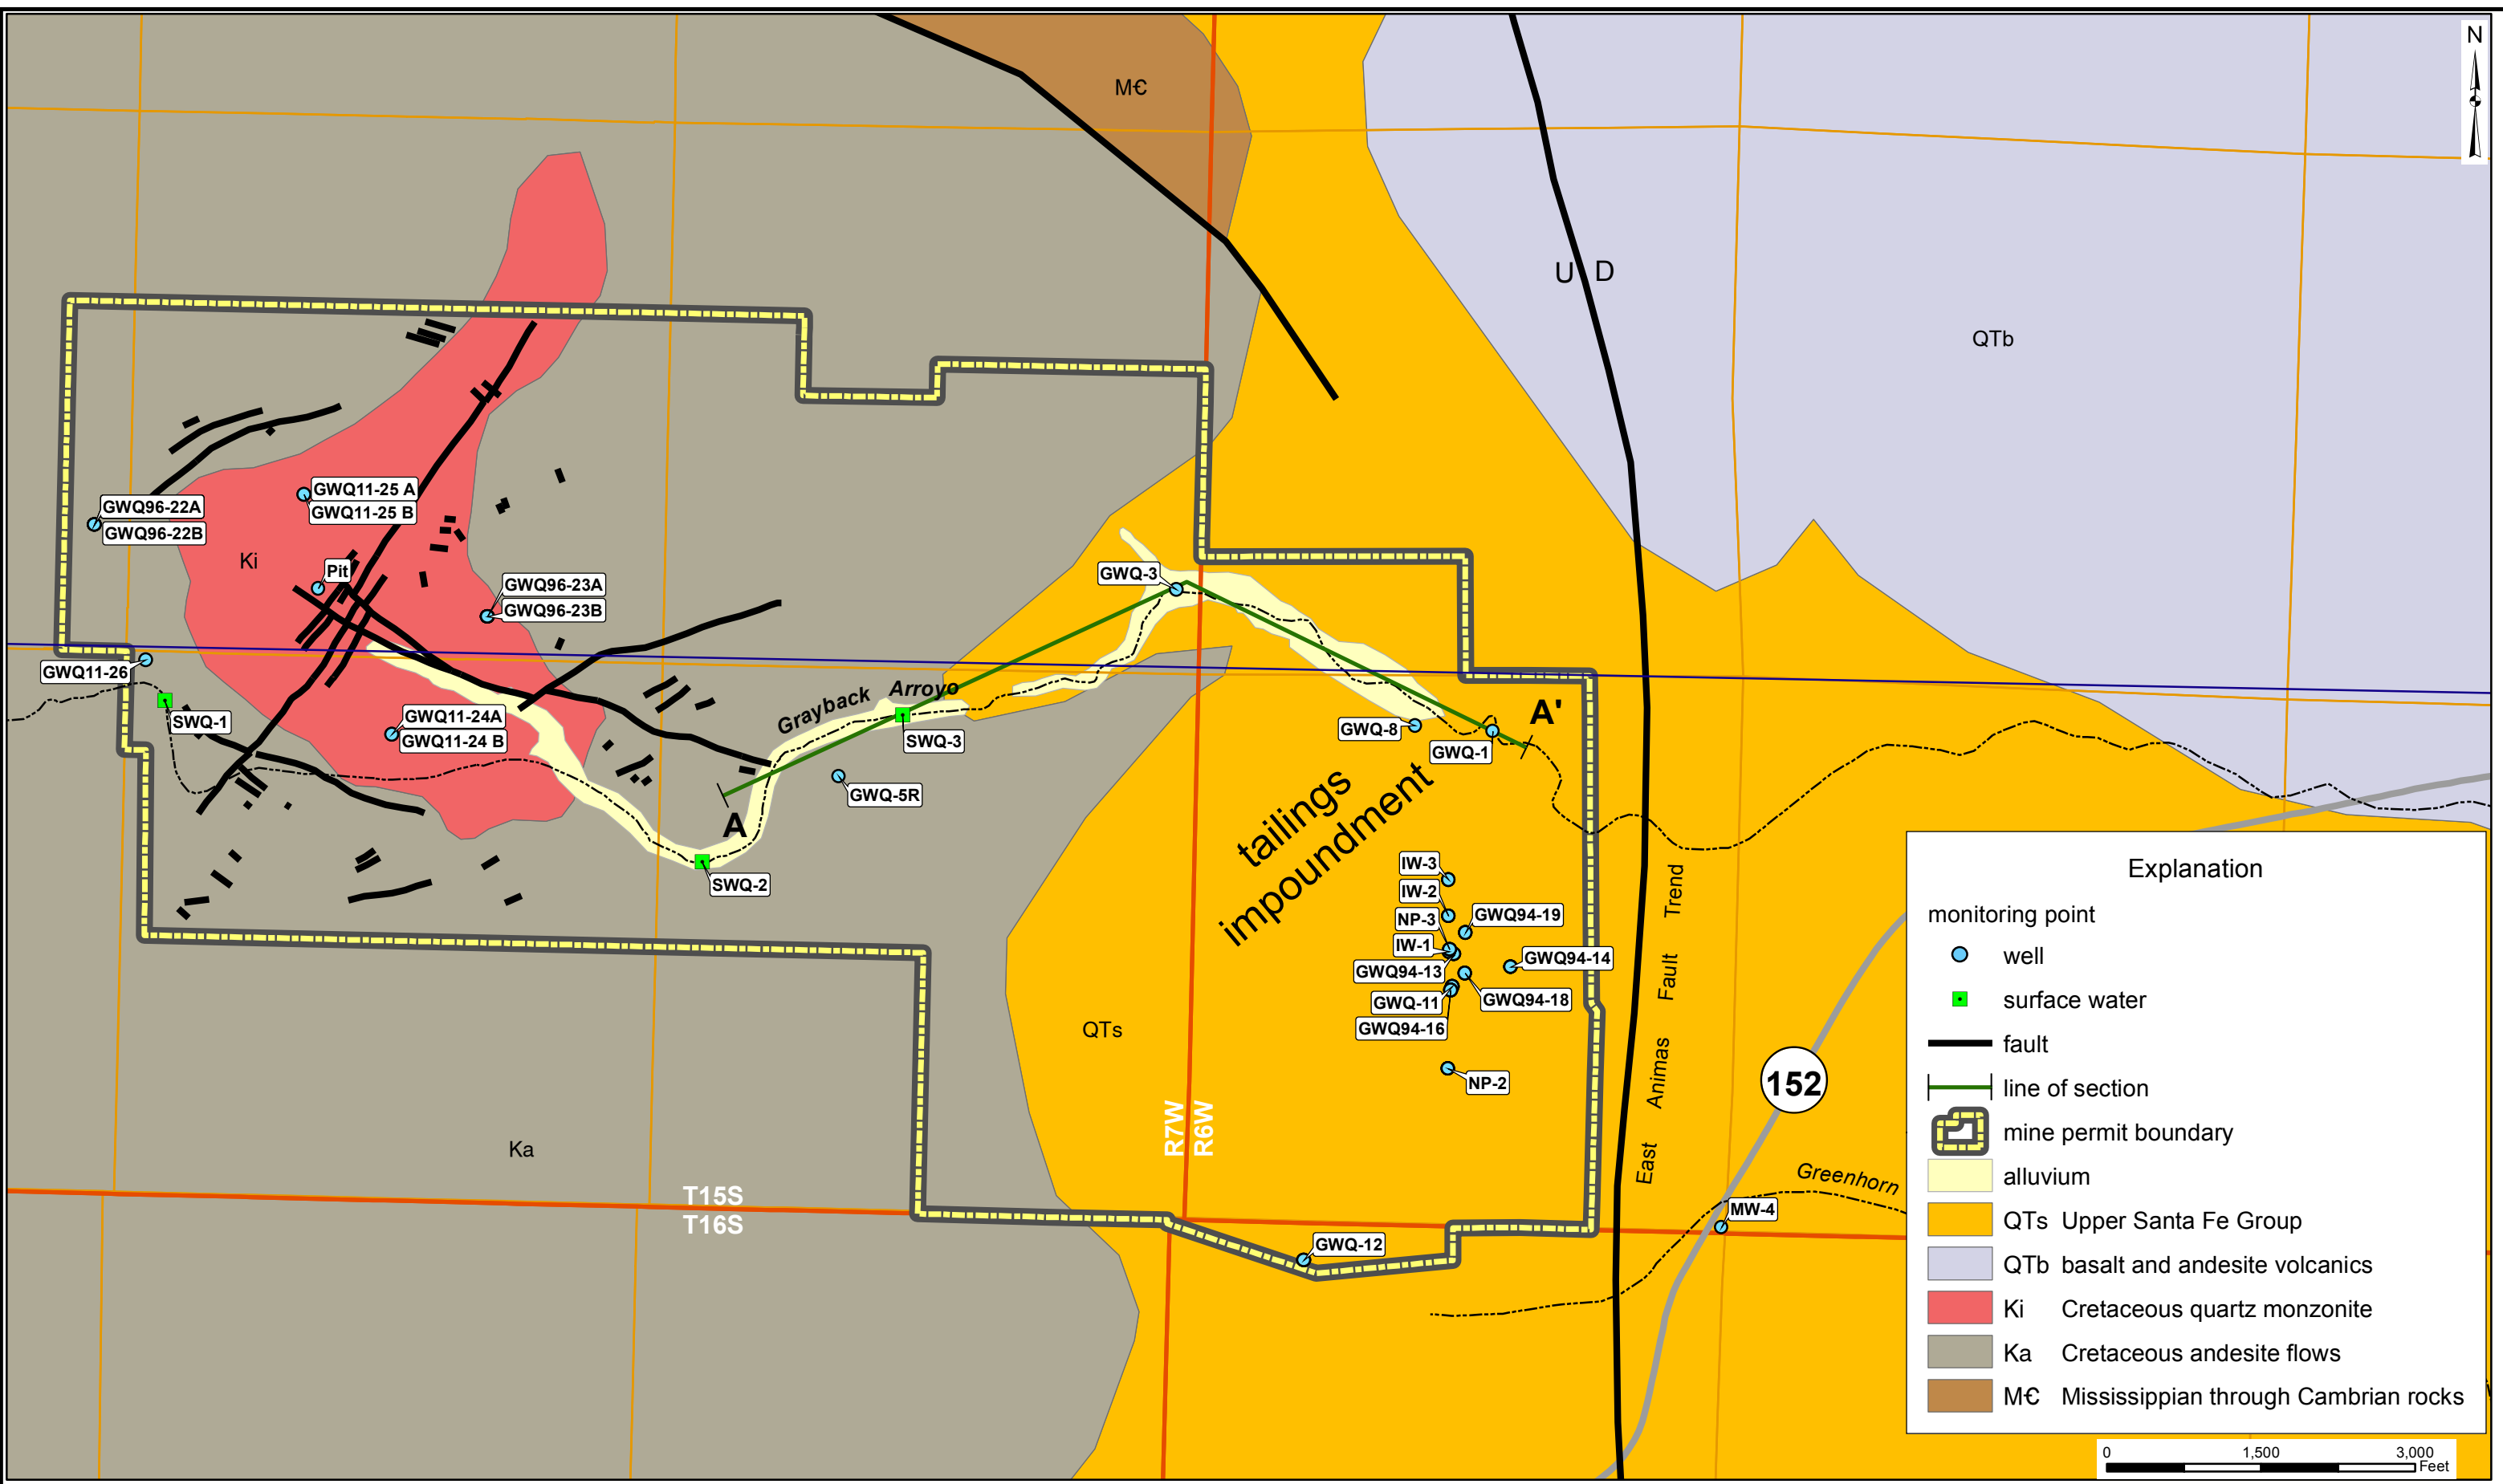 N
M€
U D
QTb
GWQ96-22A
GWQ96-22B
GWQ11-25 A
GWQ11-25 B
Ki
Pit
GWQ96-23A
GWQ96-23B
GWQ-3
GWQ11-26
SWQ-1
GWQ11-24A
GWQ11-24 B
Grayback Arroyo
SWQ-3
GWQ-5R
A
SWQ-2
GWQ-8
GWQ-1
A'
tailings
impoundment
IW-3
IW-2
NP-3
IW-1
GWQ94-19
GWQ94-13
GWQ94-14
GWQ-11
GWQ94-18
GWQ94-16
NP-2
QTs
Ka
R7W
R6W
T15S
T16S
East Animas Fault Trend
152
Greenhorn
MW-4
GWQ-12
Explanation
monitoring point
well
surface water
fault
line of section
mine permit boundary
alluvium
QTs Upper Santa Fe Group
QTb basalt and andesite volcanics
Ki Cretaceous quartz monzonite
Ka Cretaceous andesite flows
M€ Mississippian through Cambrian rocks
0 1,500 3,000
Feet